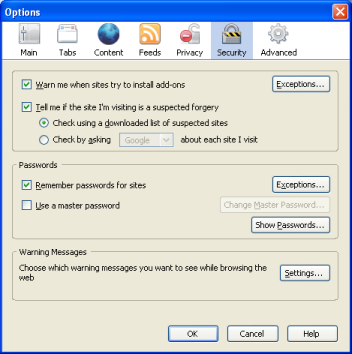 Options
Main Tabs Content Feeds Privacy Security Advanced
Warn me when sites try to install add-ons Exceptions...
Tell me if the site I'm visiting is a suspected forgery
Check using a downloaded list of suspected sites
Check by asking Google about each site I visit
Passwords
Remember passwords for sites Exceptions...
Use a master password Change Master Password...
Show Passwords...
Warning Messages
Choose which warning messages you want to see while browsing the
web
Settings...
OK Cancel Help